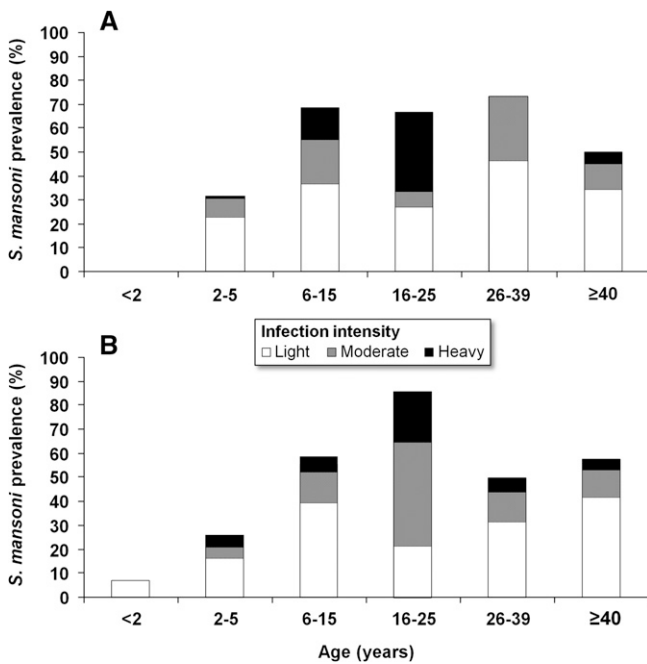 A
S. mansoni prevalence (%)
100
90
80
70
60
50
40
30
20
10
0
<2 2-5 6-15 16-25 26-39 ≥40
Infection intensity
Light Moderate Heavy
B
S. mansoni prevalence (%)
100
90
80
70
60
50
40
30
20
10
0
<2 2-5 6-15 16-25 26-39 ≥40
Age (years)